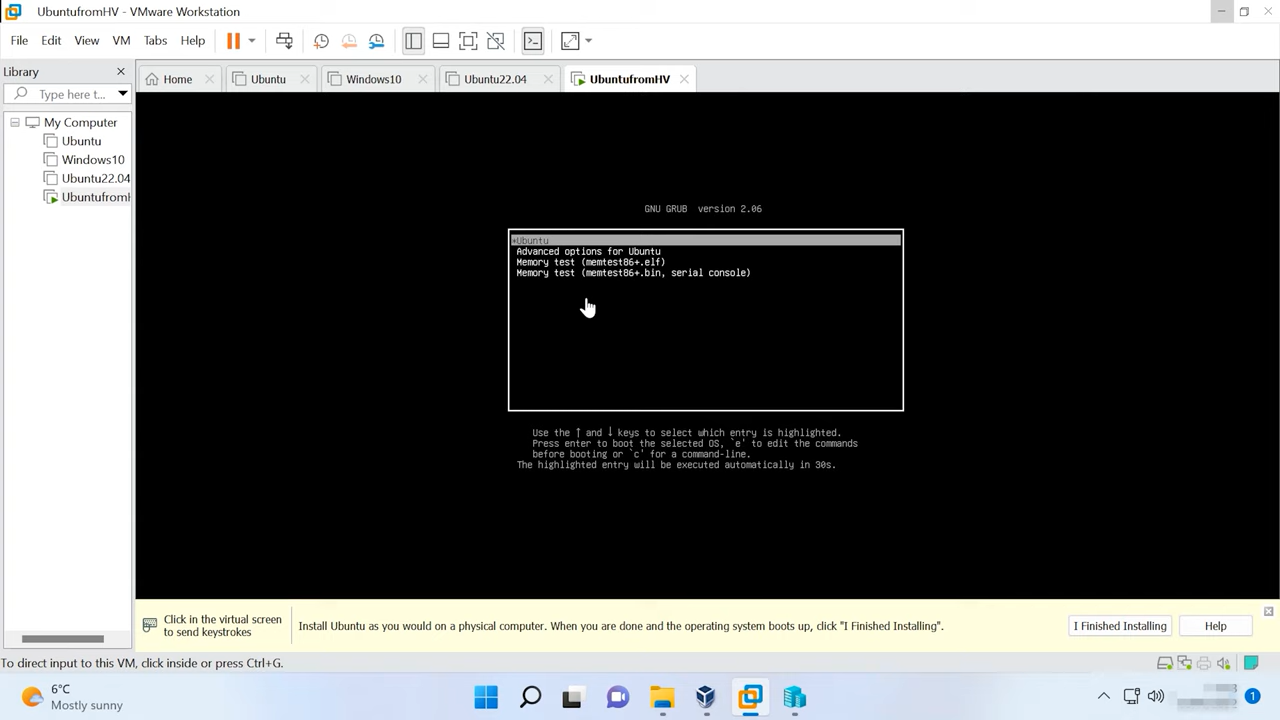 UbuntufromHV - VMware Workstation
File Edit View VM Tabs Help
Library
Home Ubuntu Windows10 Ubuntu22.04 UbuntufromHV
Type here t...
My Computer
Ubuntu
Windows10
Ubuntu22.04
UbuntufromH
GNU GRUB version 2.06
*Ubuntu
Advanced options for Ubuntu
Memory test (memtest86+.elf)
Memory test (memtest86+.bin, serial console)
Use the ↑ and ↓ keys to select which entry is highlighted.
Press enter to boot the selected OS, `e' to edit the commands
before booting or `c' for a command-line.
The highlighted entry will be executed automatically in 30s.
Click in the virtual screen
to send keystrokes
Install Ubuntu as you would on a physical computer. When you are done and the operating system boots up, click "I Finished Installing".
I Finished Installing
Help
To direct input to this VM, click inside or press Ctrl+G.
6°C
Mostly sunny
1